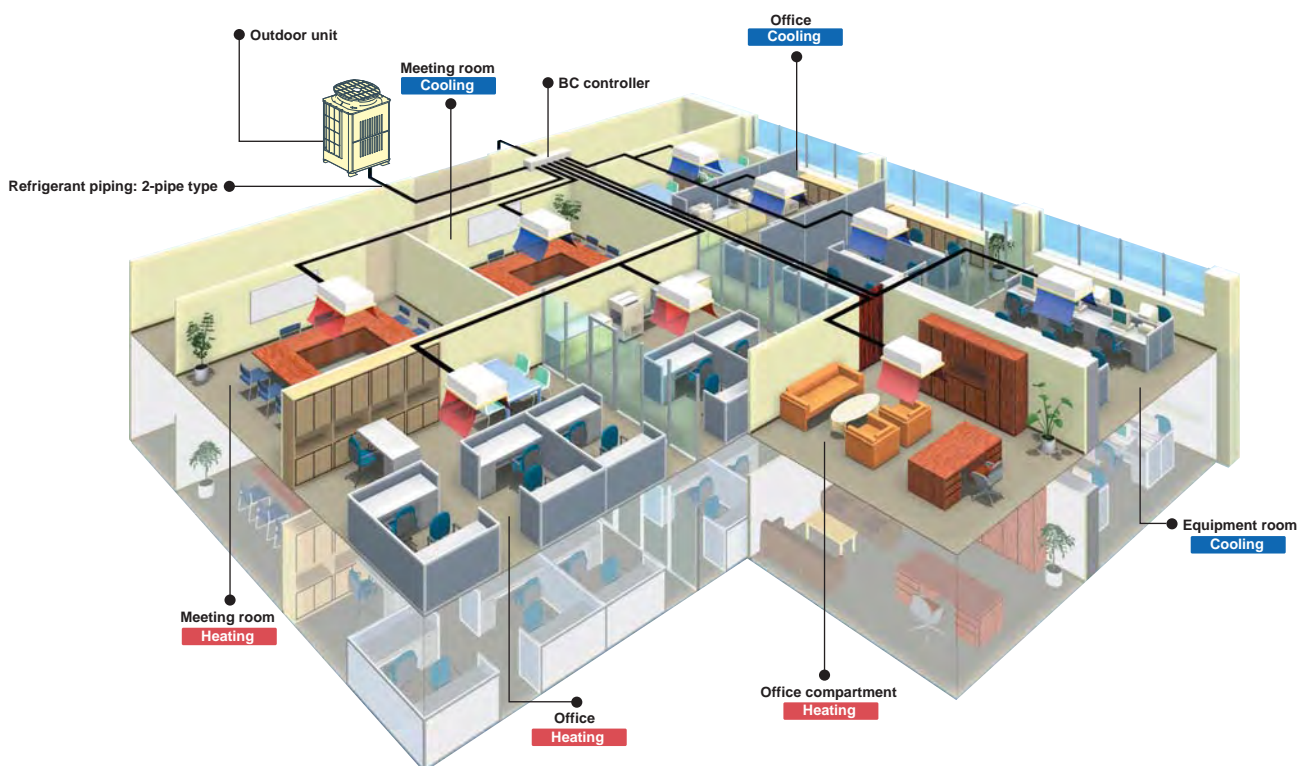 Office
Cooling
Outdoor unit
Meeting room
Cooling
BC controller
Refrigerant piping: 2-pipe type
Equipment room
Cooling
Meeting room
Heating
Office compartment
Heating
Office
Heating